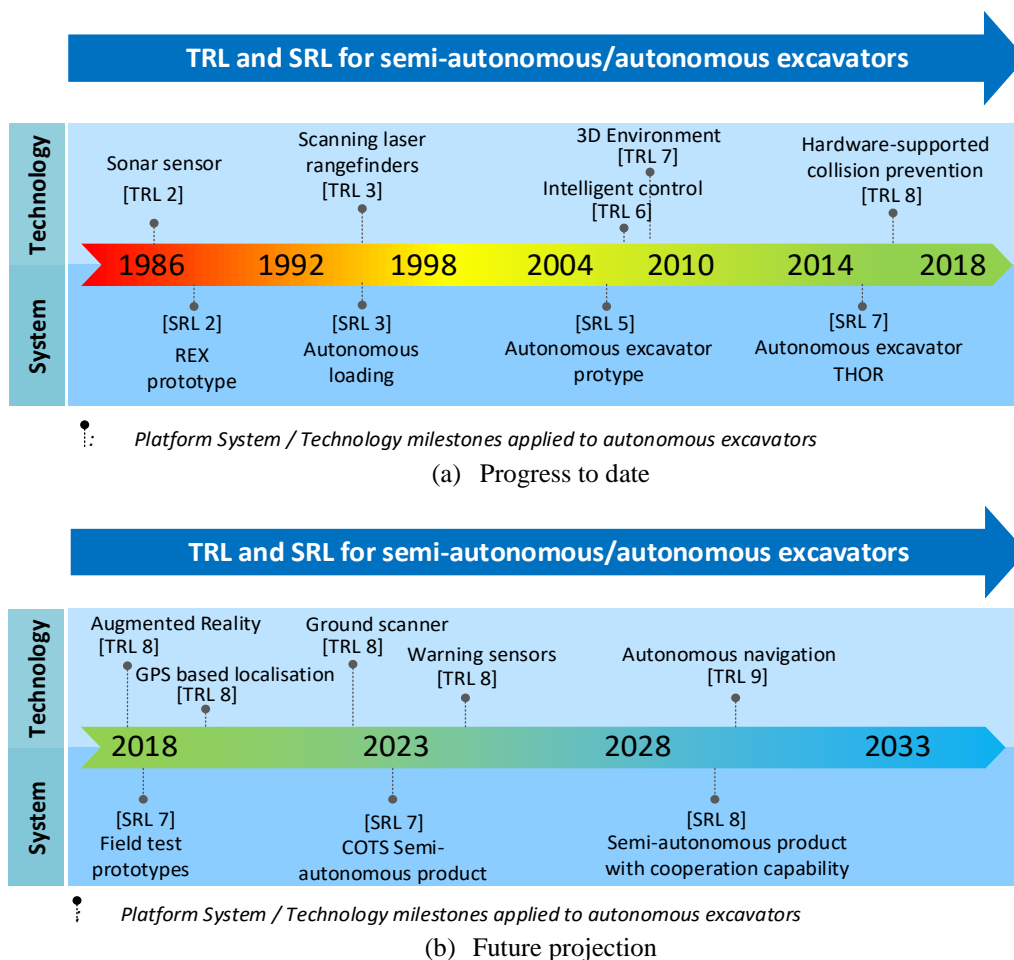 TRL and SRL for semi-autonomous/autonomous excavators
Technology
System
Sonar sensor
[TRL 2]
Scanning laser
rangefinders
[TRL 3]
3D Environment
[TRL 7]
Intelligent control
[TRL 6]
Hardware-supported
collision prevention
[TRL 8]
1986 1992 1998 2004 2010 2014 2018
[SRL 2]
REX
prototype
[SRL 3]
Autonomous
loading
[SRL 5]
Autonomous excavator
protype
[SRL 7]
Autonomous excavator
THOR
: Platform System / Technology milestones applied to autonomous excavators
(a) Progress to date
TRL and SRL for semi-autonomous/autonomous excavators
Technology
System
Augmented Reality
[TRL 8]
GPS based localisation
[TRL 8]
Ground scanner
[TRL 8]
Warning sensors
[TRL 8]
Autonomous navigation
[TRL 9]
2018 2023 2028 2033
[SRL 7]
Field test
prototypes
[SRL 7]
COTS Semi-
autonomous product
[SRL 8]
Semi-autonomous product
with cooperation capability
: Platform System / Technology milestones applied to autonomous excavators
(b) Future projection